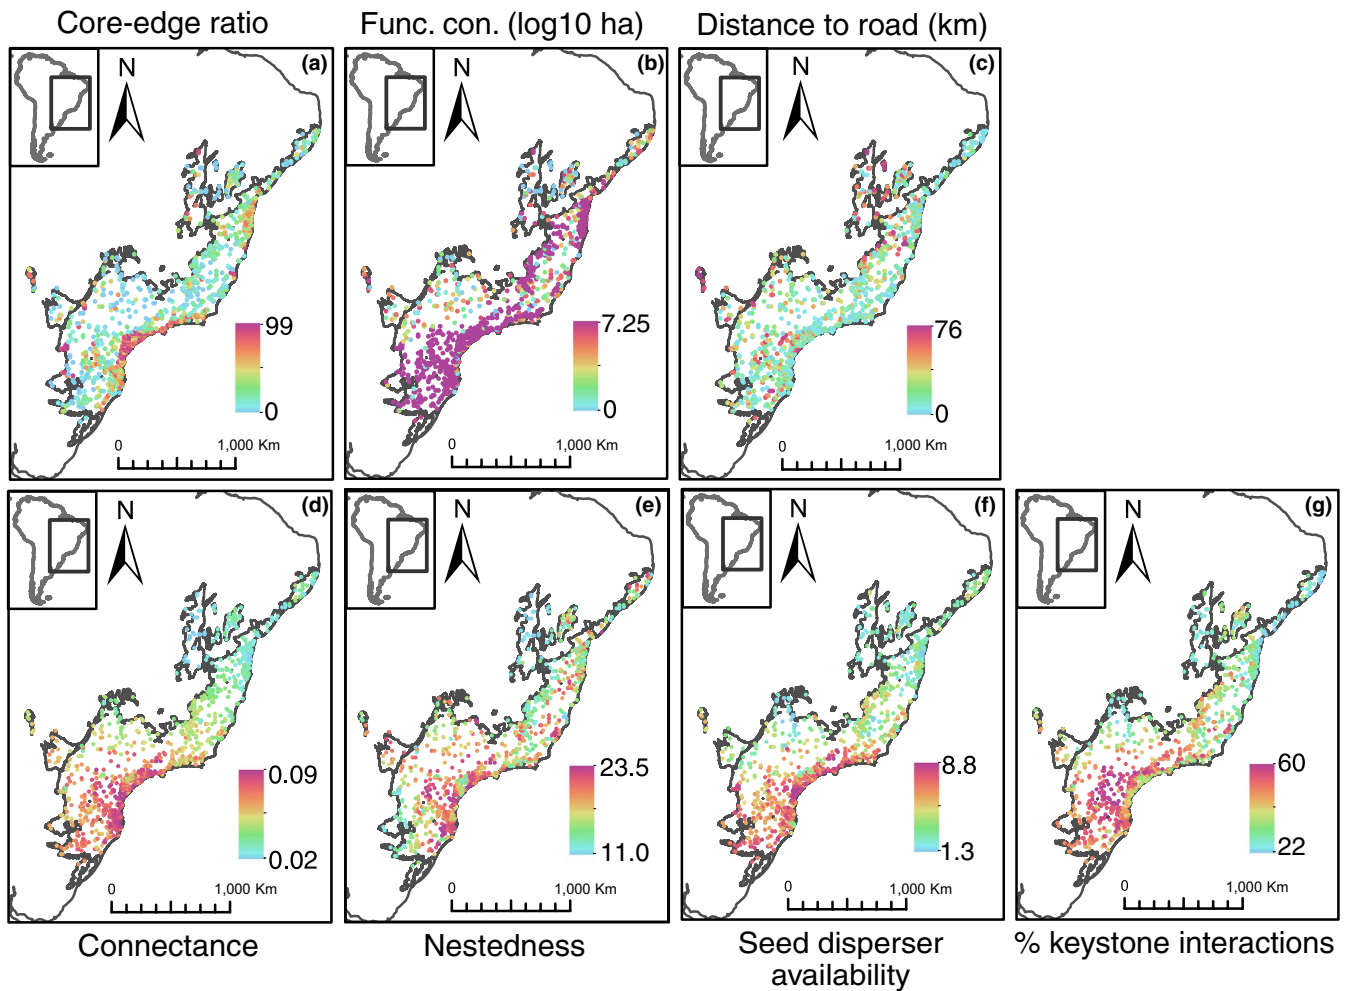 Core-edge ratio
Func. con. (log10 ha)
Distance to road (km)
(a)
N
99
0
0
1,000 Km
(b)
N
7.25
0
0
1,000 Km
(c)
N
76
0
0
1,000 Km
(d)
N
0.09
0.02
0
1,000 Km
(e)
N
23.5
11.0
0
1,000 Km
(f)
N
8.8
1.3
0
1,000 Km
(g)
N
60
22
0
1,000 Km
Connectance
Nestedness
Seed disperser
availability
% keystone interactions